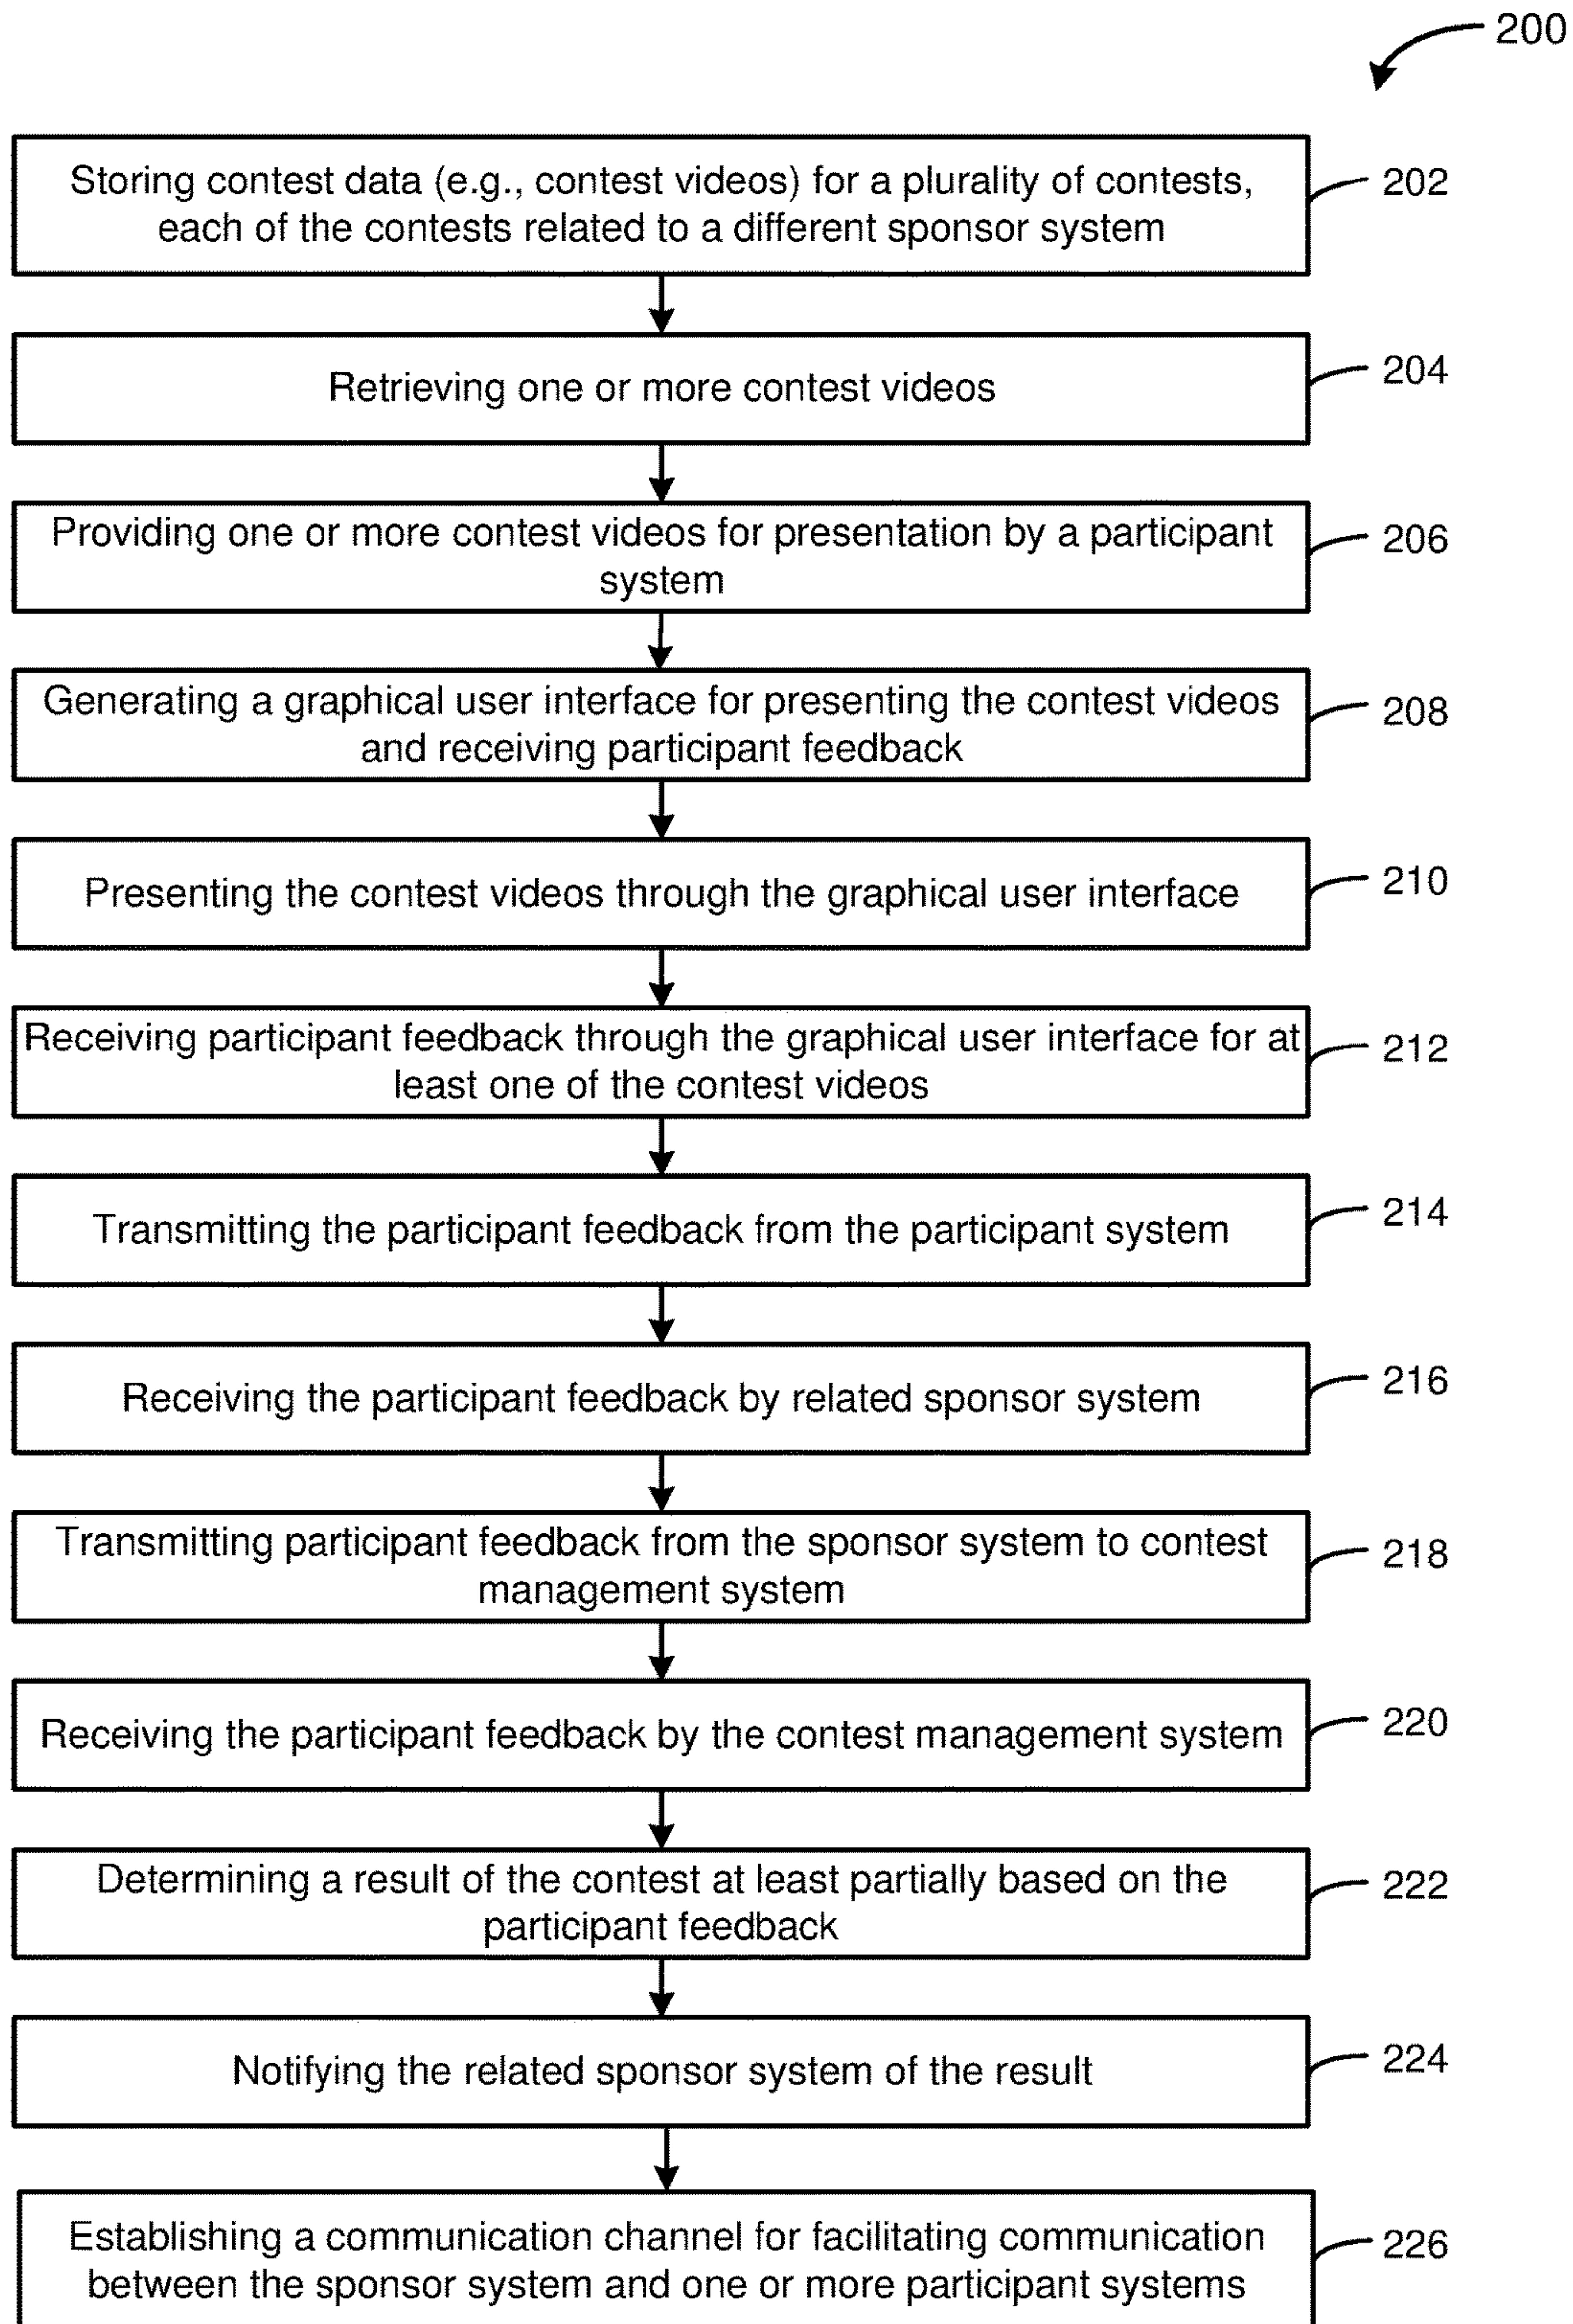 200
Storing contest data (e.g., contest videos) for a plurality of contests,
each of the contests related to a different sponsor system
202
Retrieving one or more contest videos
204
Providing one or more contest videos for presentation by a participant
system
206
Generating a graphical user interface for presenting the contest videos
and receiving participant feedback
208
Presenting the contest videos through the graphical user interface
210
Receiving participant feedback through the graphical user interface for at
least one of the contest videos
212
Transmitting the participant feedback from the participant system
214
Receiving the participant feedback by related sponsor system
216
Transmitting participant feedback from the sponsor system to contest
management system
218
Receiving the participant feedback by the contest management system
220
Determining a result of the contest at least partially based on the
participant feedback
222
Notifying the related sponsor system of the result
224
Establishing a communication channel for facilitating communication
between the sponsor system and one or more participant systems
226